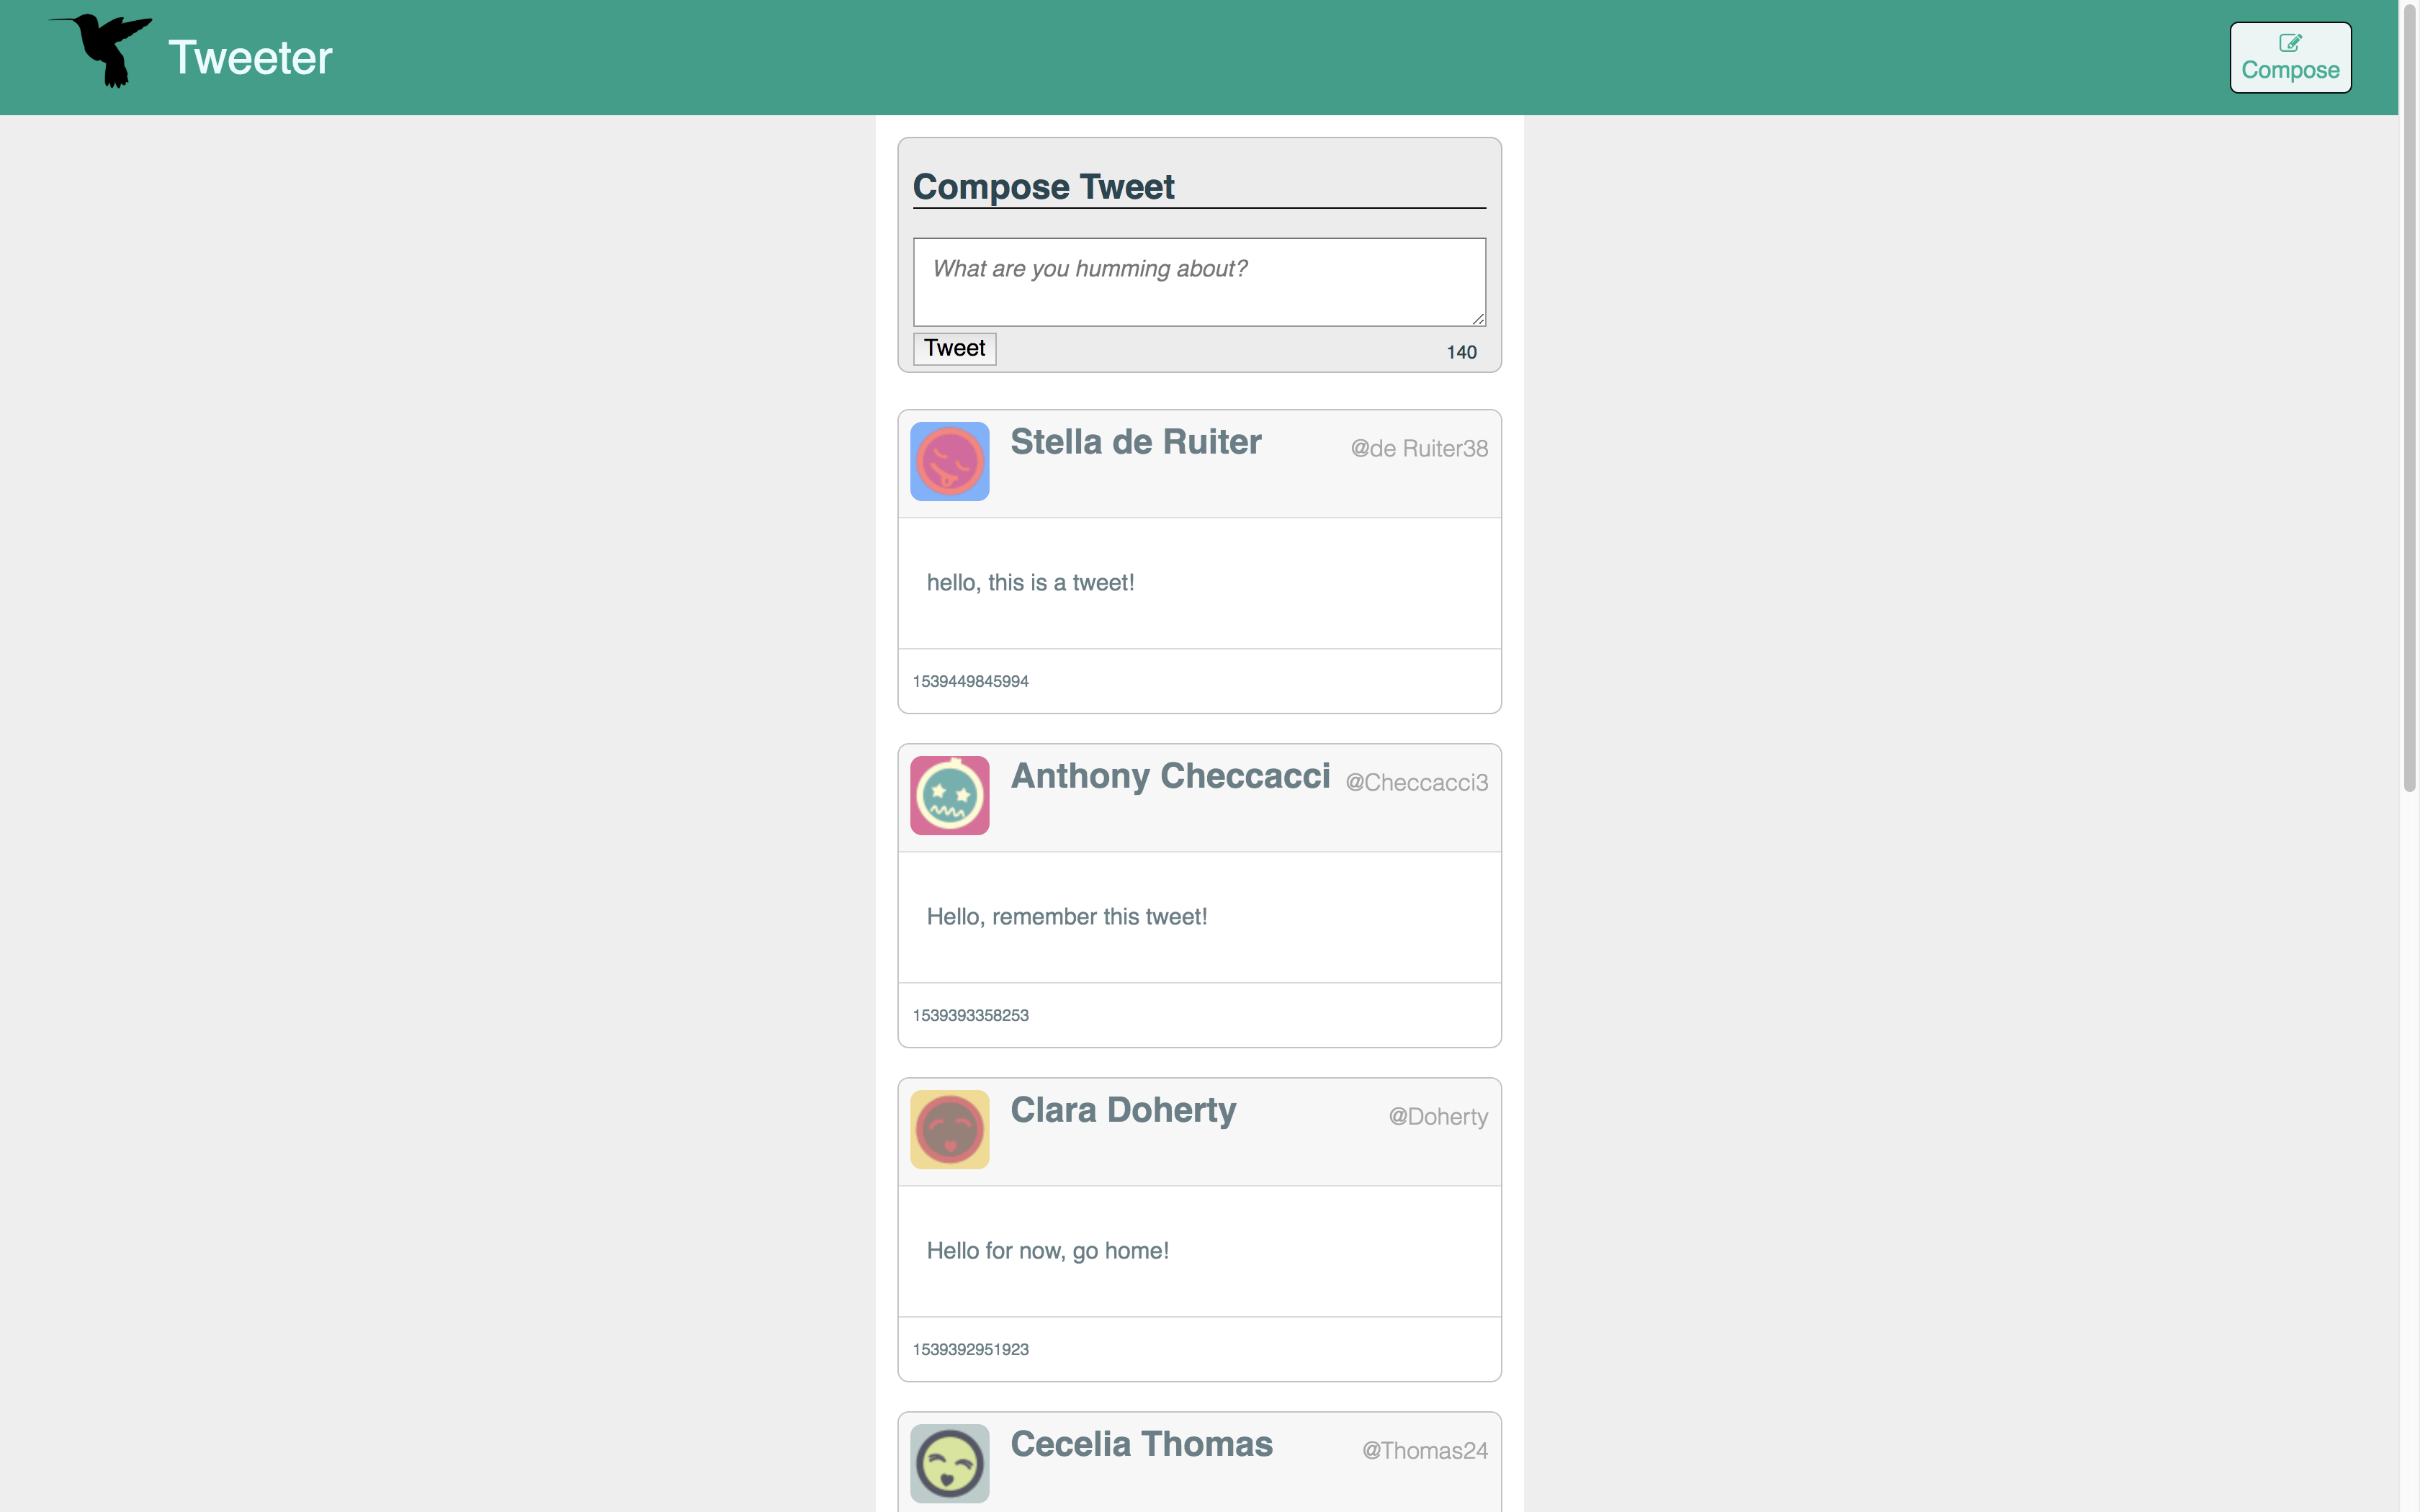 Tweeter
Compose
Compose Tweet
What are you humming about?
Tweet
140
Stella de Ruiter
@de Ruiter38
hello, this is a tweet!
1539449845994
Anthony Checcacci
@Checcacci3
Hello, remember this tweet!
1539393358253
Clara Doherty
@Doherty
Hello for now, go home!
1539392951923
Cecelia Thomas
@Thomas24